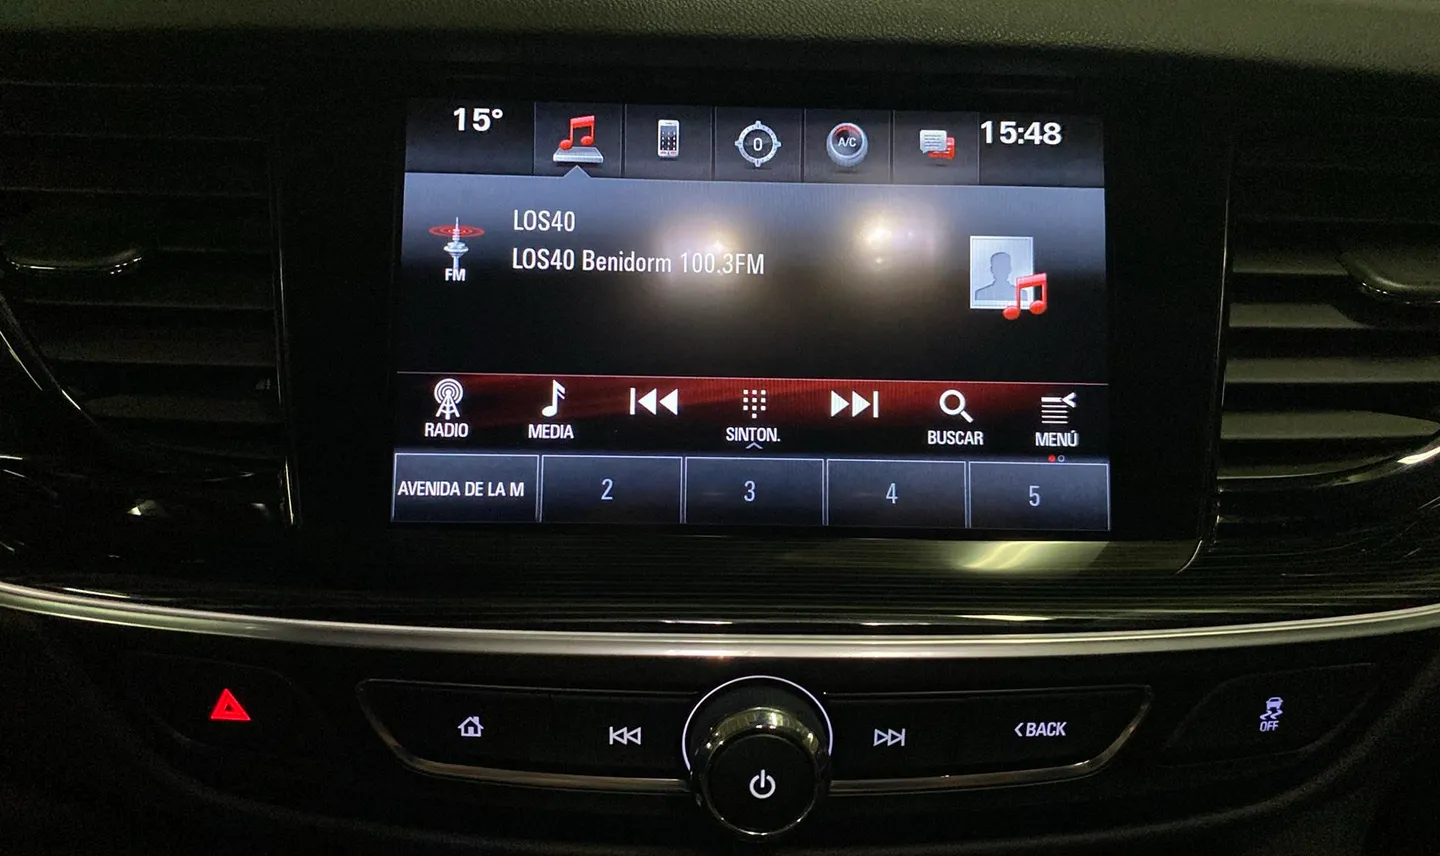 15°
0
A/C
15:48
LOS40
LOS40 Benidorm 100.3FM
FM
RADIO
MEDIA
SINTON.
BUSCAR
MENÚ
AVENIDA DE LA M
2
3
4
5
<BACK
OFF